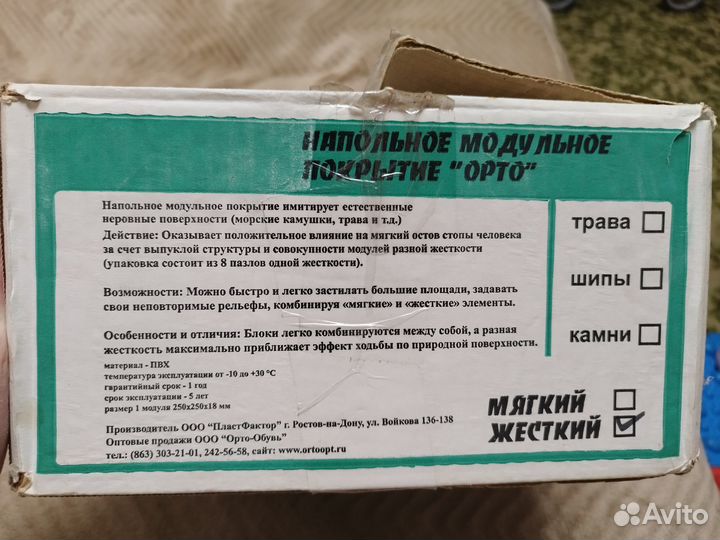 НАПОЛЬНОЕ МОДУЛЬНОЕ
ПОКРЫТИЕ "ОРТО"
Напольное модульное покрытие имитирует естественные
неровные поверхности (морские камушки, трава и т.д.)
Действие: Оказывает положительное влияние на мягкий остов стопы человека
за счет выпуклой структуры и совокупности модулей разной жесткости
(упаковка состоит из 8 пазлов одной жесткости).
Возможности: Можно быстро и легко застилать большие площади, задавать
свои неповторимые рельефы, комбинируя «мягкие» и «жесткие» элементы.
Особенности и отличия: Блоки легко комбинируются между собой, а разная
жесткость максимально приближает эффект ходьбы по природной поверхности.
материал - ПВХ
температура эксплуатации от -10 до +30 °C
гарантийный срок - 1 год
срок эксплуатации - 5 лет
размер 1 модуля 250x250x18 мм
Производитель ООО "ПластФактор" г. Ростов-на-Дону, ул. Войкова 136-138
Оптовые продажи ООО "Орто-Обувь"
тел.: (863) 303-21-01, 242-56-58, сайт: www.ortoopt.ru
трава
шипы
камни
МЯГКИЙ
ЖЕСТКИЙ
Avito